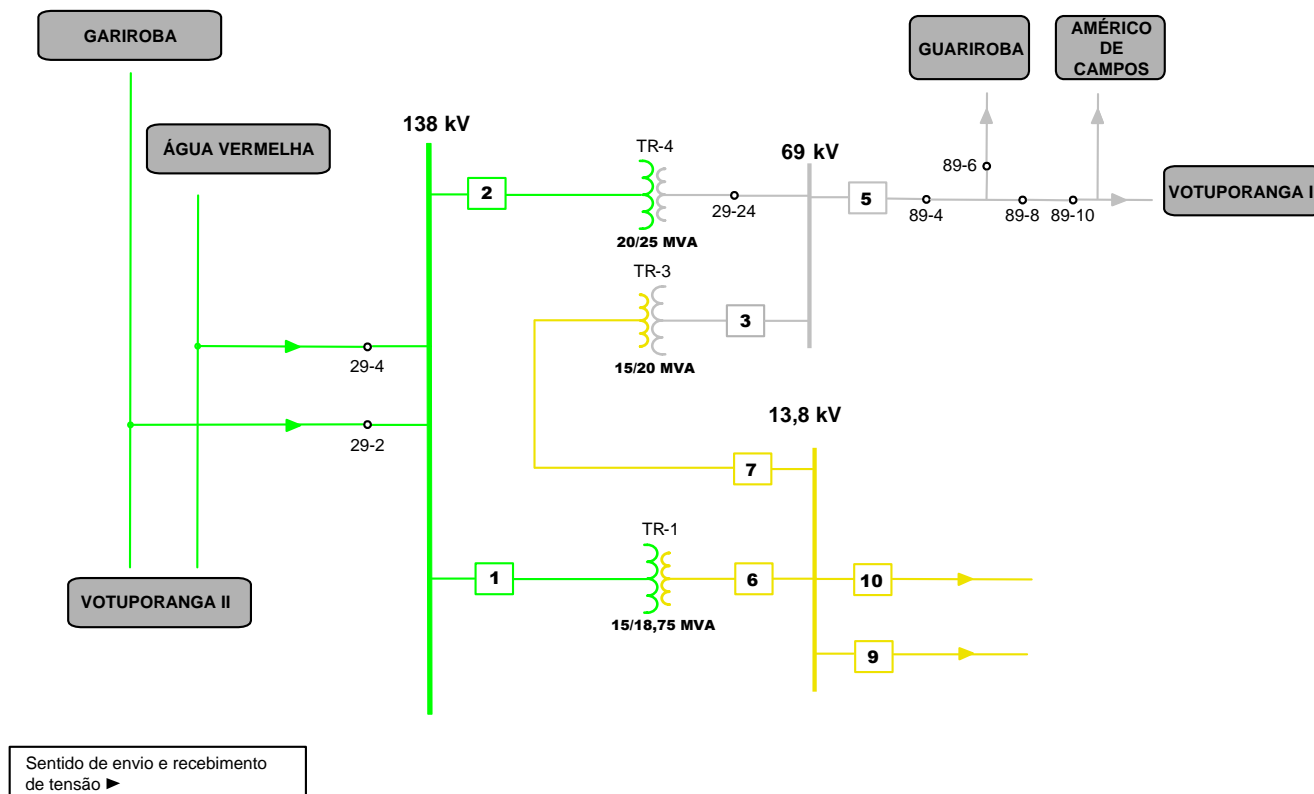 GARIROBA
GUARIROBA
AMÉRICO
DE
CAMPOS
ÁGUA VERMELHA
138 kV
TR-4
69 kV
89-6
2
29-24
5
89-4
89-8
89-10
VOTUPORANGA I
20/25 MVA
TR-3
3
29-4
15/20 MVA
13,8 kV
29-2
7
TR-1
1
6
10
VOTUPORANGA II
15/18,75 MVA
9
Sentido de envio e recebimento
de tensão ►